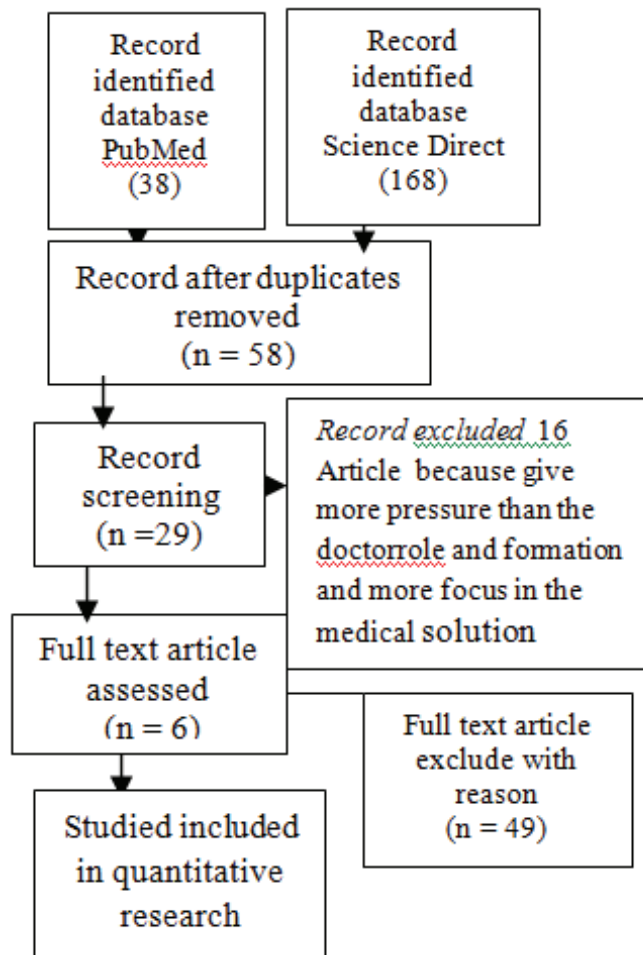 Record
identified
database
PubMed
(38)
Record
identified
database
Science Direct
(168)
Record after duplicates
removed
(n = 58)
Record
screening
(n =29)
Record excluded 16
Article because give
more pressure than the
doctorrole and formation
and more focus in the
medical solution
Full text article
assessed
(n = 6)
Full text article
exclude with
reason
(n = 49)
Studied included
in quantitative
research